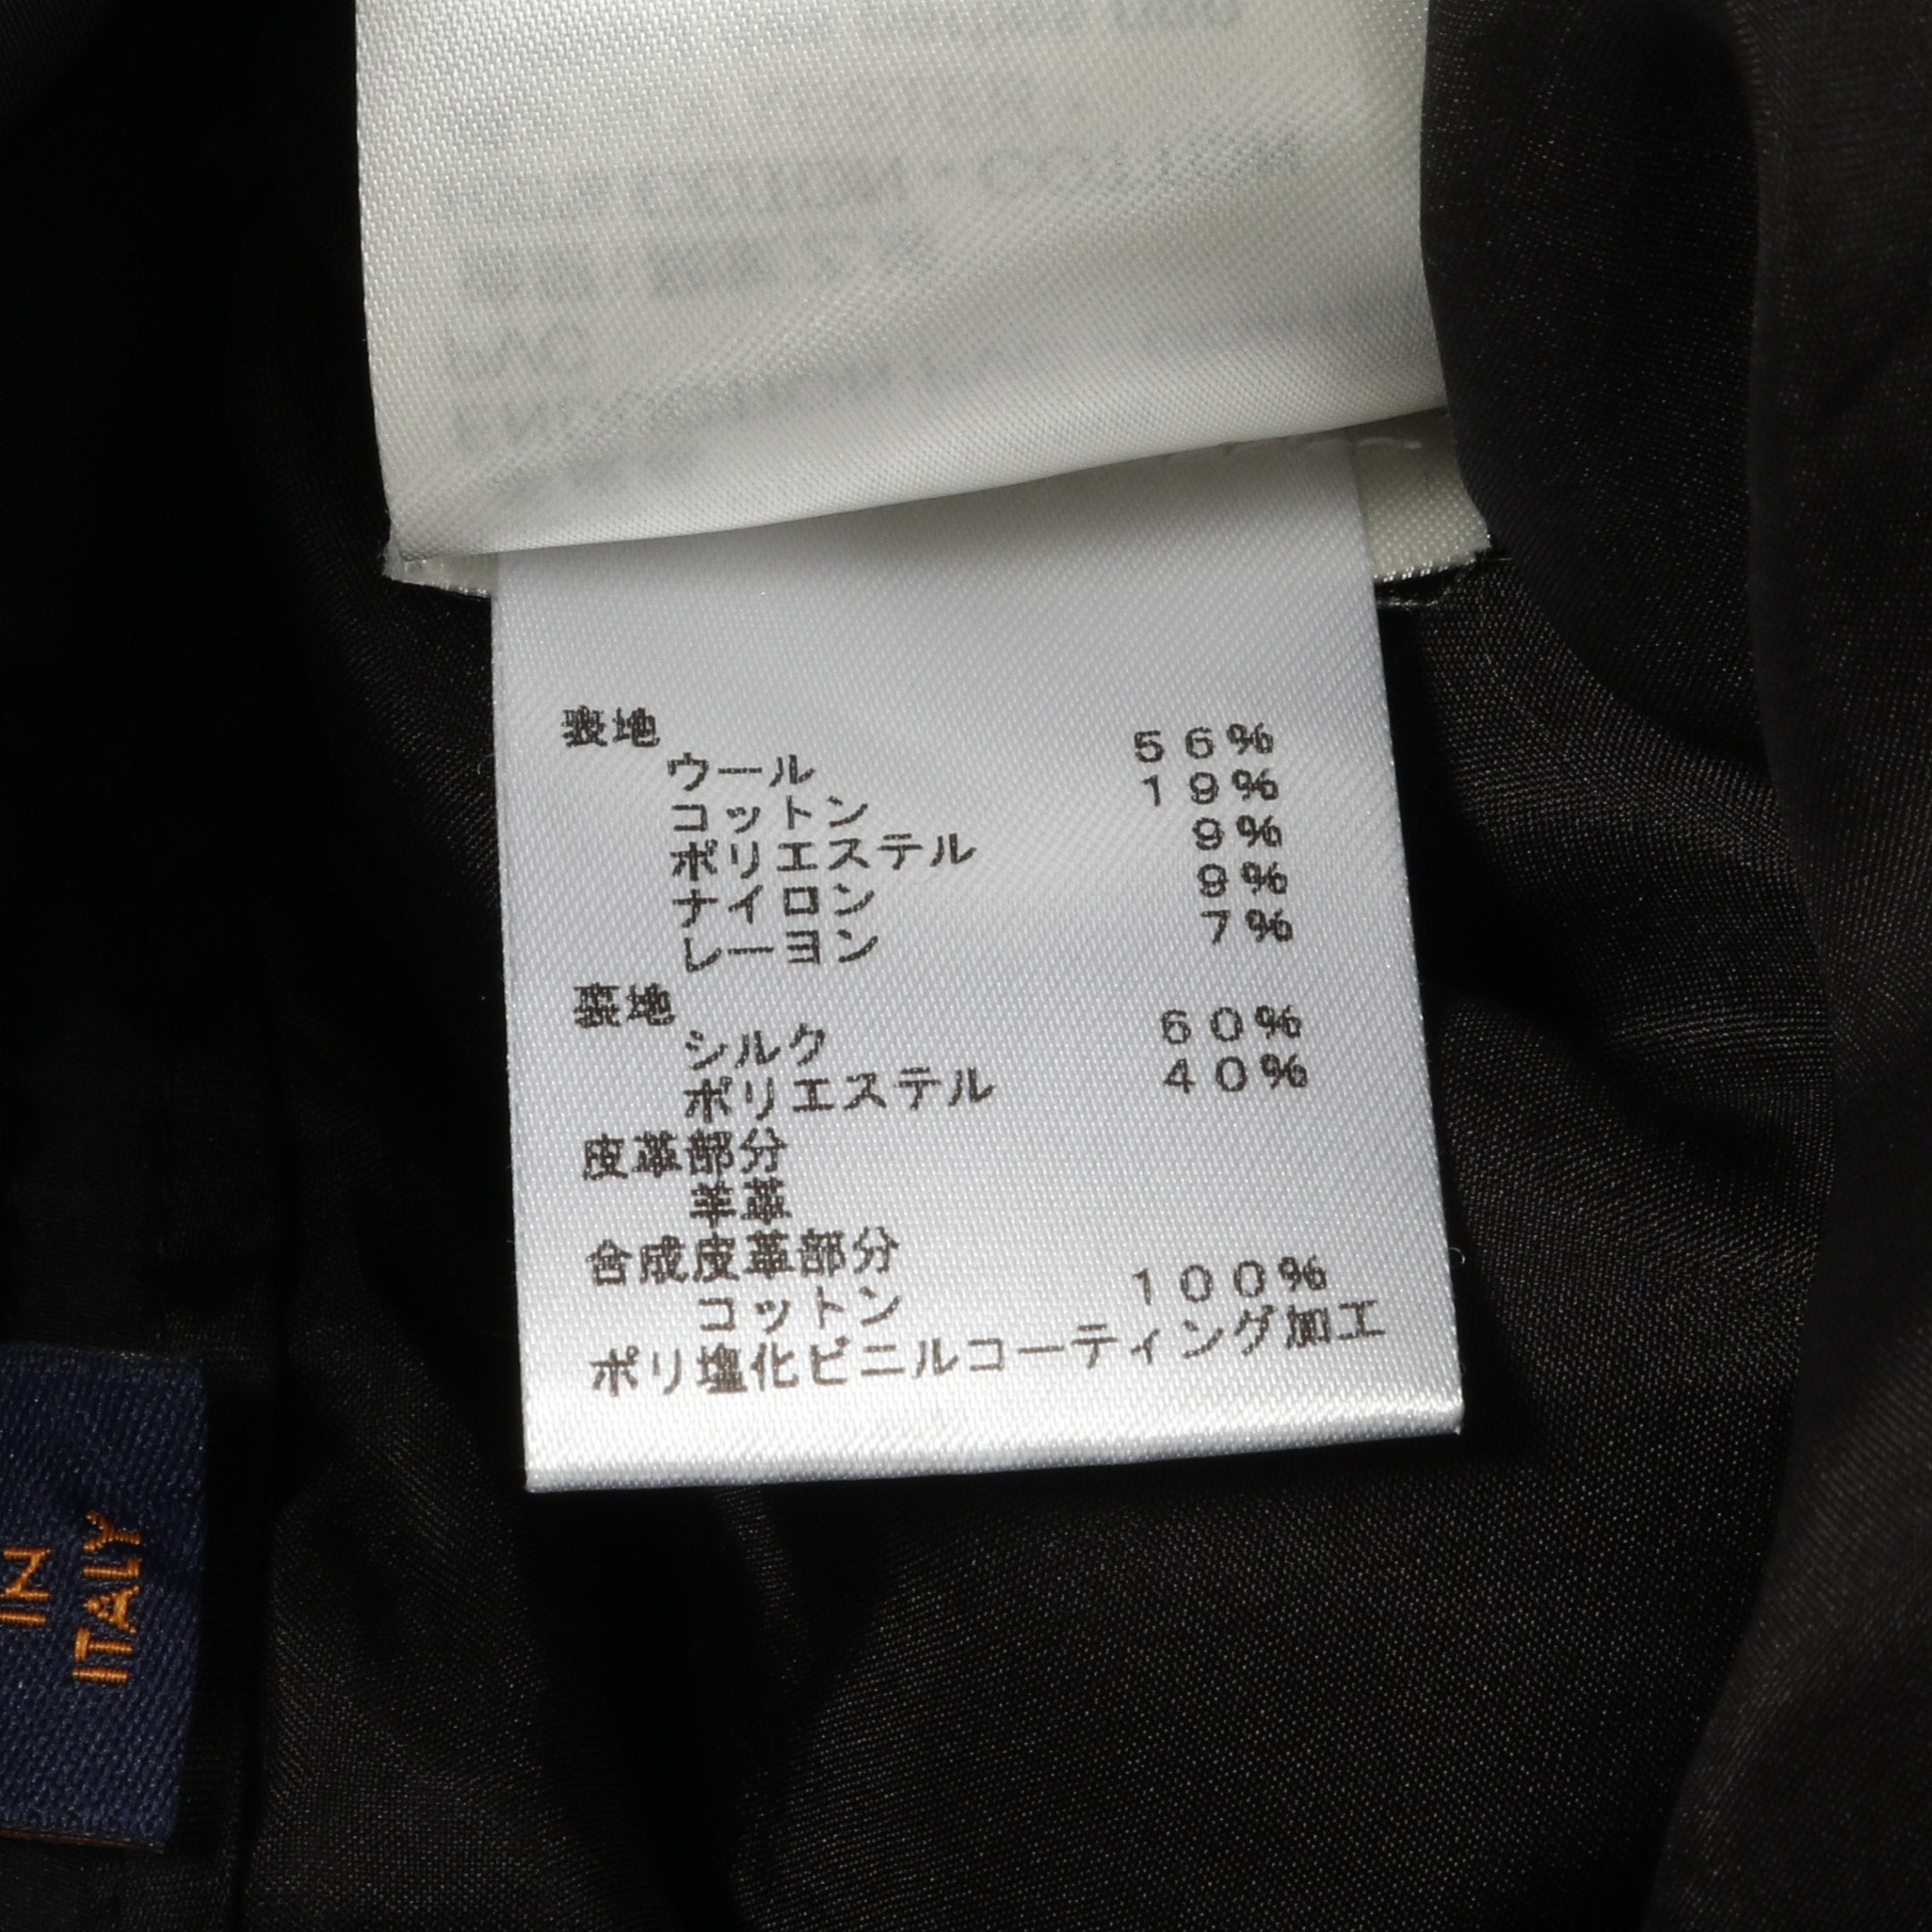 表地
ウール 56%
コットン 19%
ポリエステル 9%
ナイロン 9%
レーヨン 7%
裏地
シルク 60%
ポリエステル 40%
皮革部分
羊革
合成皮革部分
コットン 100%
ポリ塩化ビニルコーティング加工
IN
ITALY